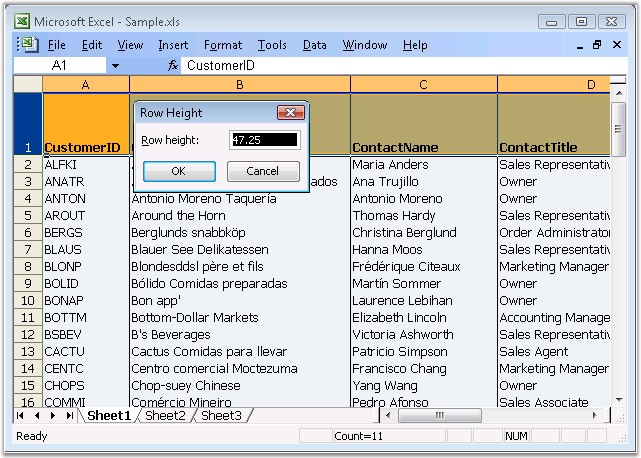 Microsoft Excel - Sample.xls
File Edit View Insert Format Tools Data Window Help
A1 fx CustomerID
A B C D
1 CustomerID ContactName ContactTitle
Row Height
Row height: 47.25
OK Cancel
2 ALFKI Maria Anders Sales Representativ
3 ANATR ados Ana Trujillo Owner
4 ANTON Antonio Moreno Taquería Antonio Moreno Owner
5 AROUT Around the Horn Thomas Hardy Sales Representativ
6 BERGS Berglunds snabbköp Christina Berglund Order Administrator
7 BLAUS Blauer See Delikatessen Hanna Moos Sales Representativ
8 BLONP Blondesddsl père et fils Frédérique Citeaux Marketing Manager
9 BOLID Bólido Comidas preparadas Martín Sommer Owner
10 BONAP Bon app' Laurence Lebihan Owner
11 BOTTM Bottom-Dollar Markets Elizabeth Lincoln Accounting Manage
12 BSBEV B's Beverages Victoria Ashworth Sales Representativ
13 CACTU Cactus Comidas para llevar Patricio Simpson Sales Agent
14 CENTC Centro comercial Moctezuma Francisco Chang Marketing Manager
15 CHOPS Chop-suey Chinese Yang Wang Owner
16 COMMI Comércio Mineiro Pedro Afonso Sales Associate
Sheet1 Sheet2 Sheet3
Ready Count=11 NUM